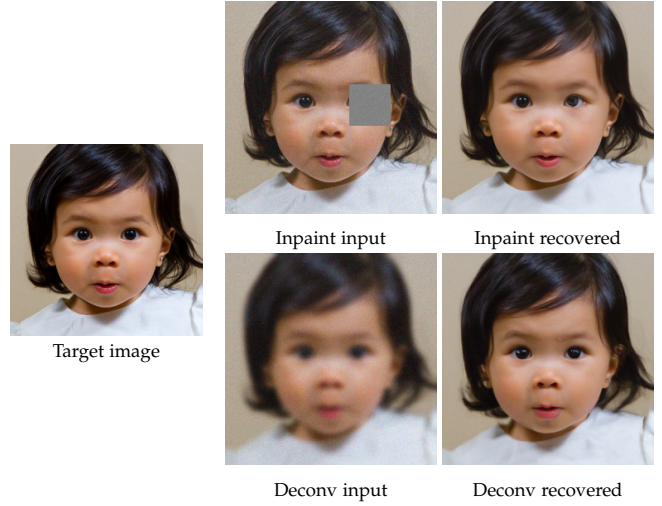 Inpaint input
Inpaint recovered
Target image
Deconv input
Deconv recovered